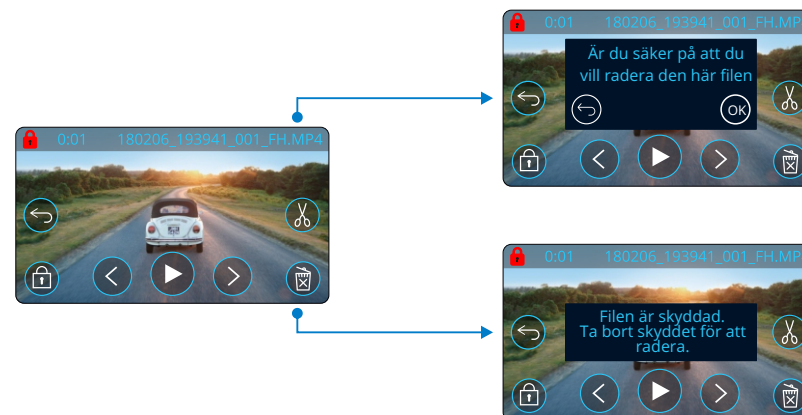 0:01 180206_193941_001_FH.MP
Är du säker på att du
vill radera den här filen
OK
0:01 180206_193941_001_FH.MP4
0:01 180206_193941_001_FH.MP
Filen är skyddad.
Ta bort skyddet för att
radera.